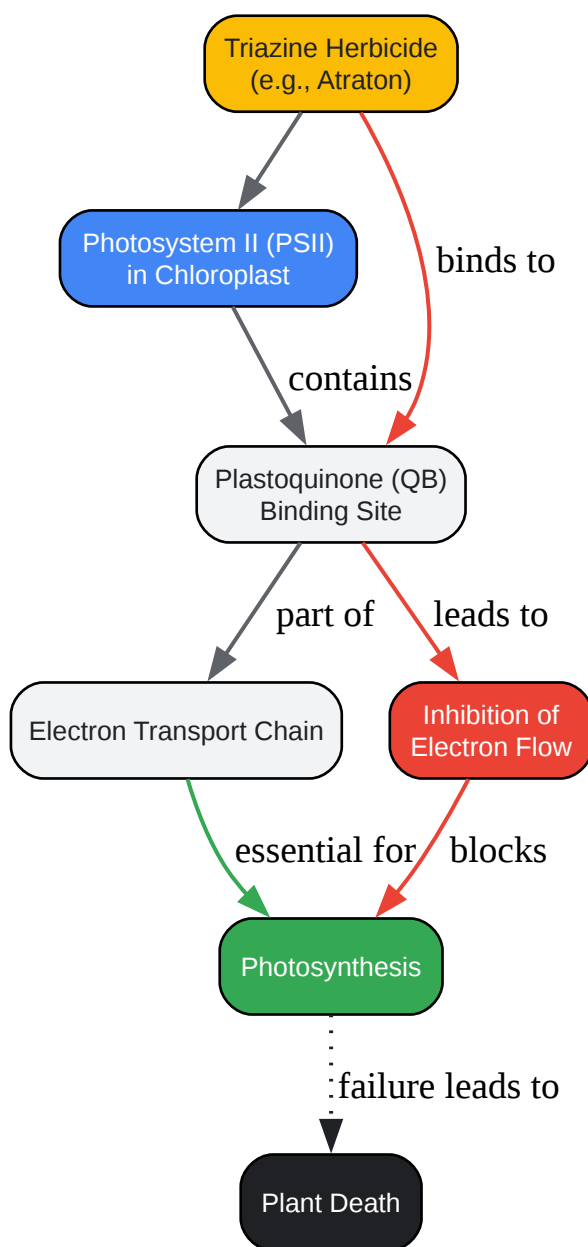 Triazine Herbicide
(e.g., Atraton)
Photosystem II (PSII)
in Chloroplast
binds to
contains
Plastoquinone (QB)
Binding Site
part of
leads to
Electron Transport Chain
Inhibition of
Electron Flow
essential for
blocks
Photosynthesis
failure leads to
Plant Death